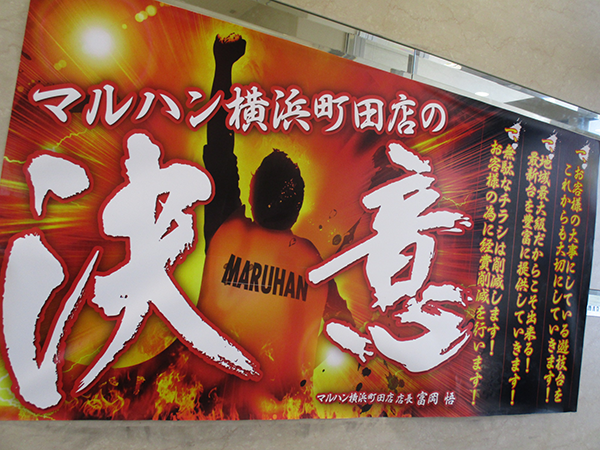 マルハン横浜町田店の
決意
MARUHAN
お客様の大事にしている遊技台を
これからも大切にしていきます!
地域最大級だからこそ出来る!
最新台を豊富に提供していきます!
無駄なチラシは削減します!
お客様の為に経費削減を行います!
マルハン横浜町田店 店長 富岡 悟